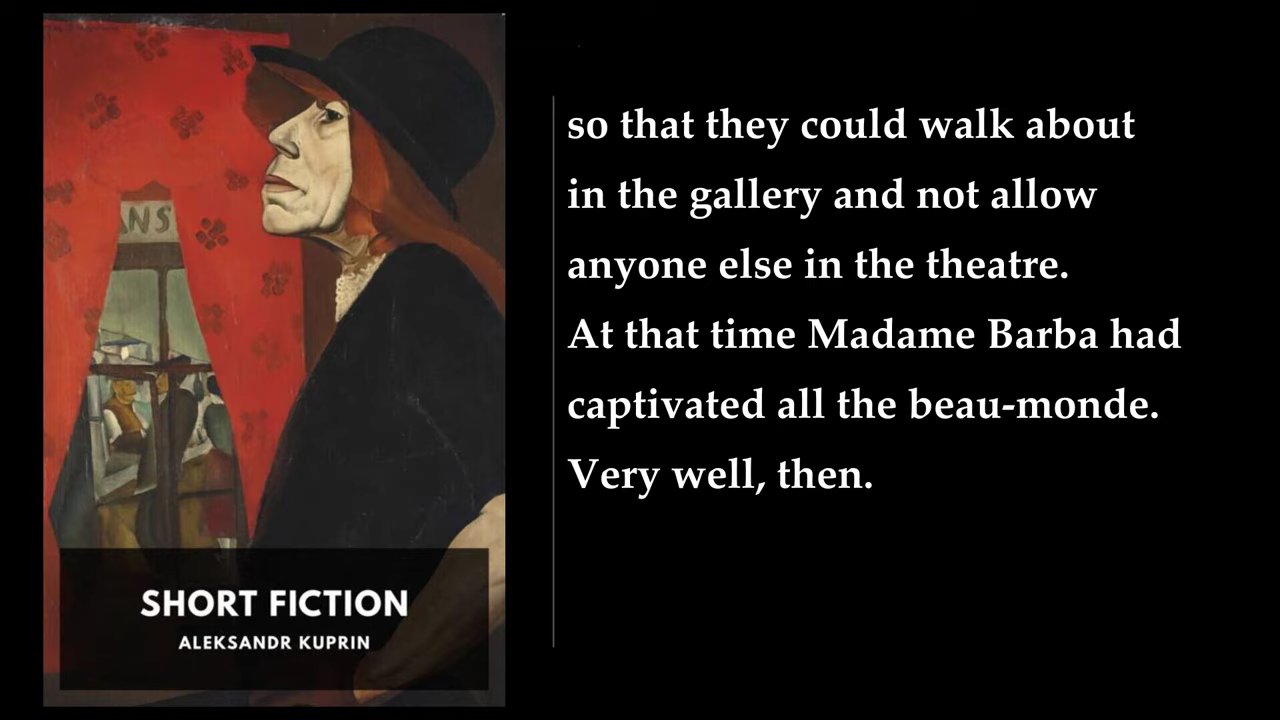 ANS
SHORT FICTION
ALEKSANDR KUPRIN
so that they could walk about
in the gallery and not allow
anyone else in the theatre.
At that time Madame Barba had
captivated all the beau-monde.
Very well, then.